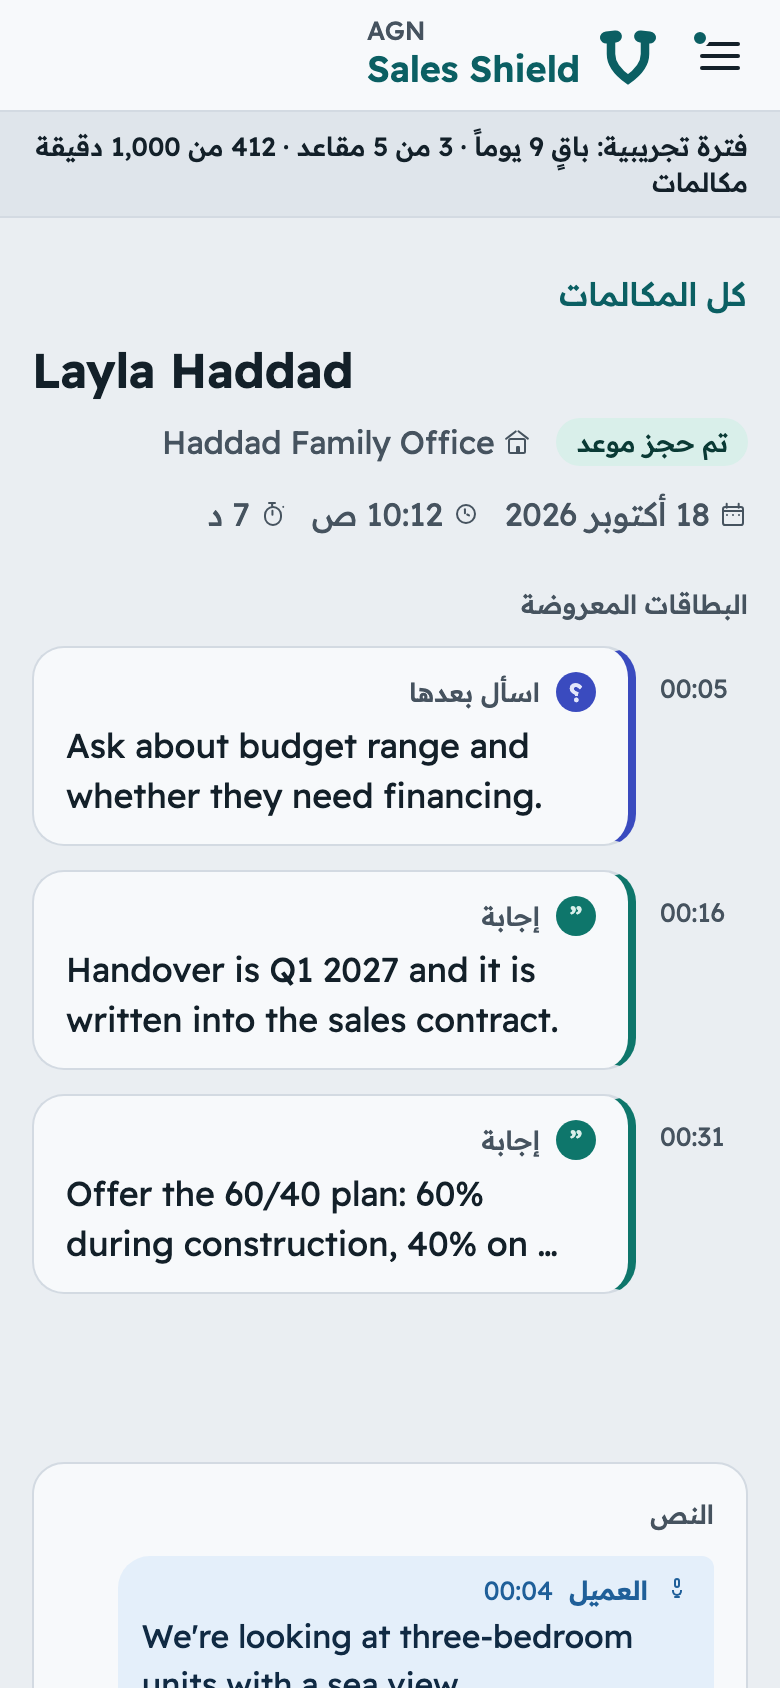 AGN
Sales Shield
فترة تجريبية: باقٍ 9 يوماً · 3 من 5 مقاعد · 412 من 1,000 دقيقة
مكالمات
كل المكالمات
Layla Haddad
تم حجز موعد Haddad Family Office
18 أكتوبر 2026 10:12 ص 7 د
البطاقات المعروضة
00:05
؟ اسأل بعدها
Ask about budget range and
whether they need financing.
00:16
” إجابة
Handover is Q1 2027 and it is
written into the sales contract.
00:31
” إجابة
Offer the 60/40 plan: 60%
during construction, 40% on ...
النص
العميل 00:04
We're looking at three-bedroom
units with a sea view